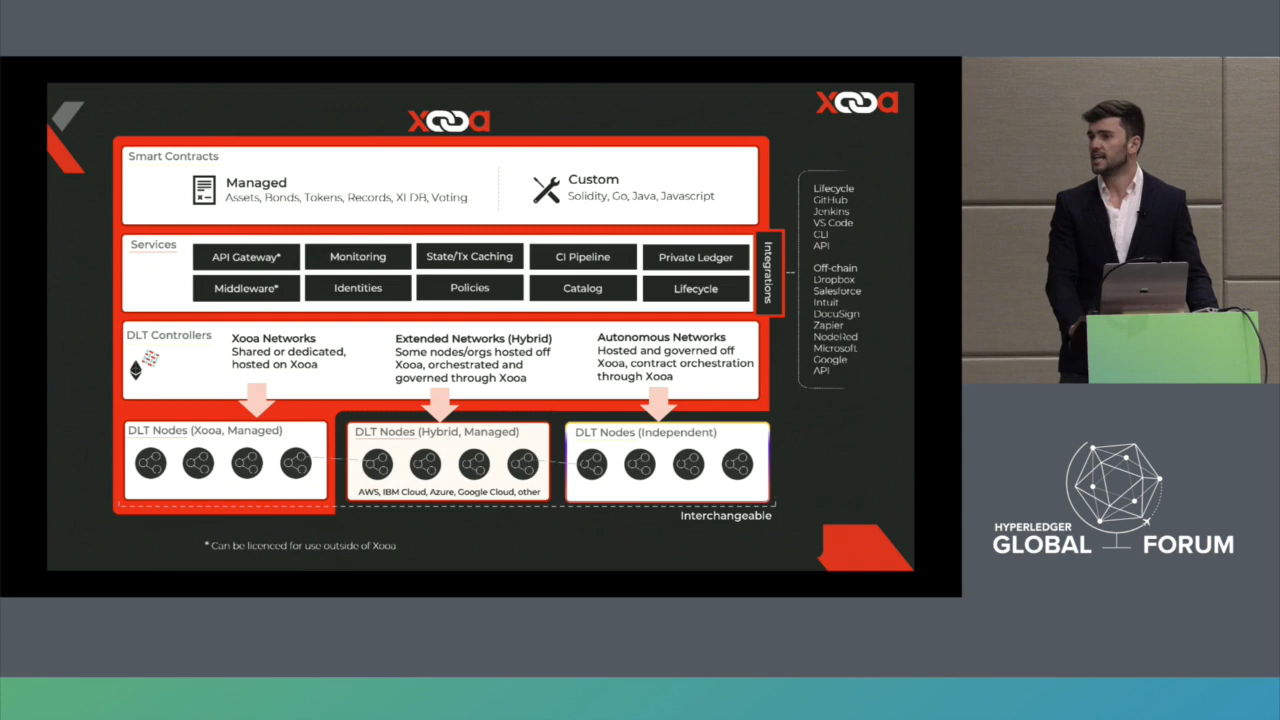 xooa
xooa
Smart Contracts
Managed
Assets, Bonds, Tokens, Records, XI DB, Voting
Custom
Solidity, Go, Java, Javascript
Services
API Gateway*
Monitoring
State/Tx Caching
CI Pipeline
Private Ledger
Middleware*
Identities
Policies
Catalog
Lifecycle
Integrations
Lifecycle
GitHub
Jenkins
VS Code
CLI
API
Off-chain
Dropbox
Salesforce
Intuit
DocuSign
Zapier
NodeRed
Microsoft
Google
API
DLT Controllers
Xooa Networks
Shared or dedicated,
hosted on Xooa
Extended Networks (Hybrid)
Some nodes/orgs hosted off
Xooa, orchestrated and
governed through Xooa
Autonomous Networks
Hosted and governed off
Xooa, contract orchestration
through Xooa
DLT Nodes (Xooa, Managed)
DLT Nodes (Hybrid, Managed)
AWS, IBM Cloud, Azure, Google Cloud, other
DLT Nodes (Independent)
Interchangeable
* Can be licenced for use outside of Xooa
HYPERLEDGER
GLOBAL FORUM